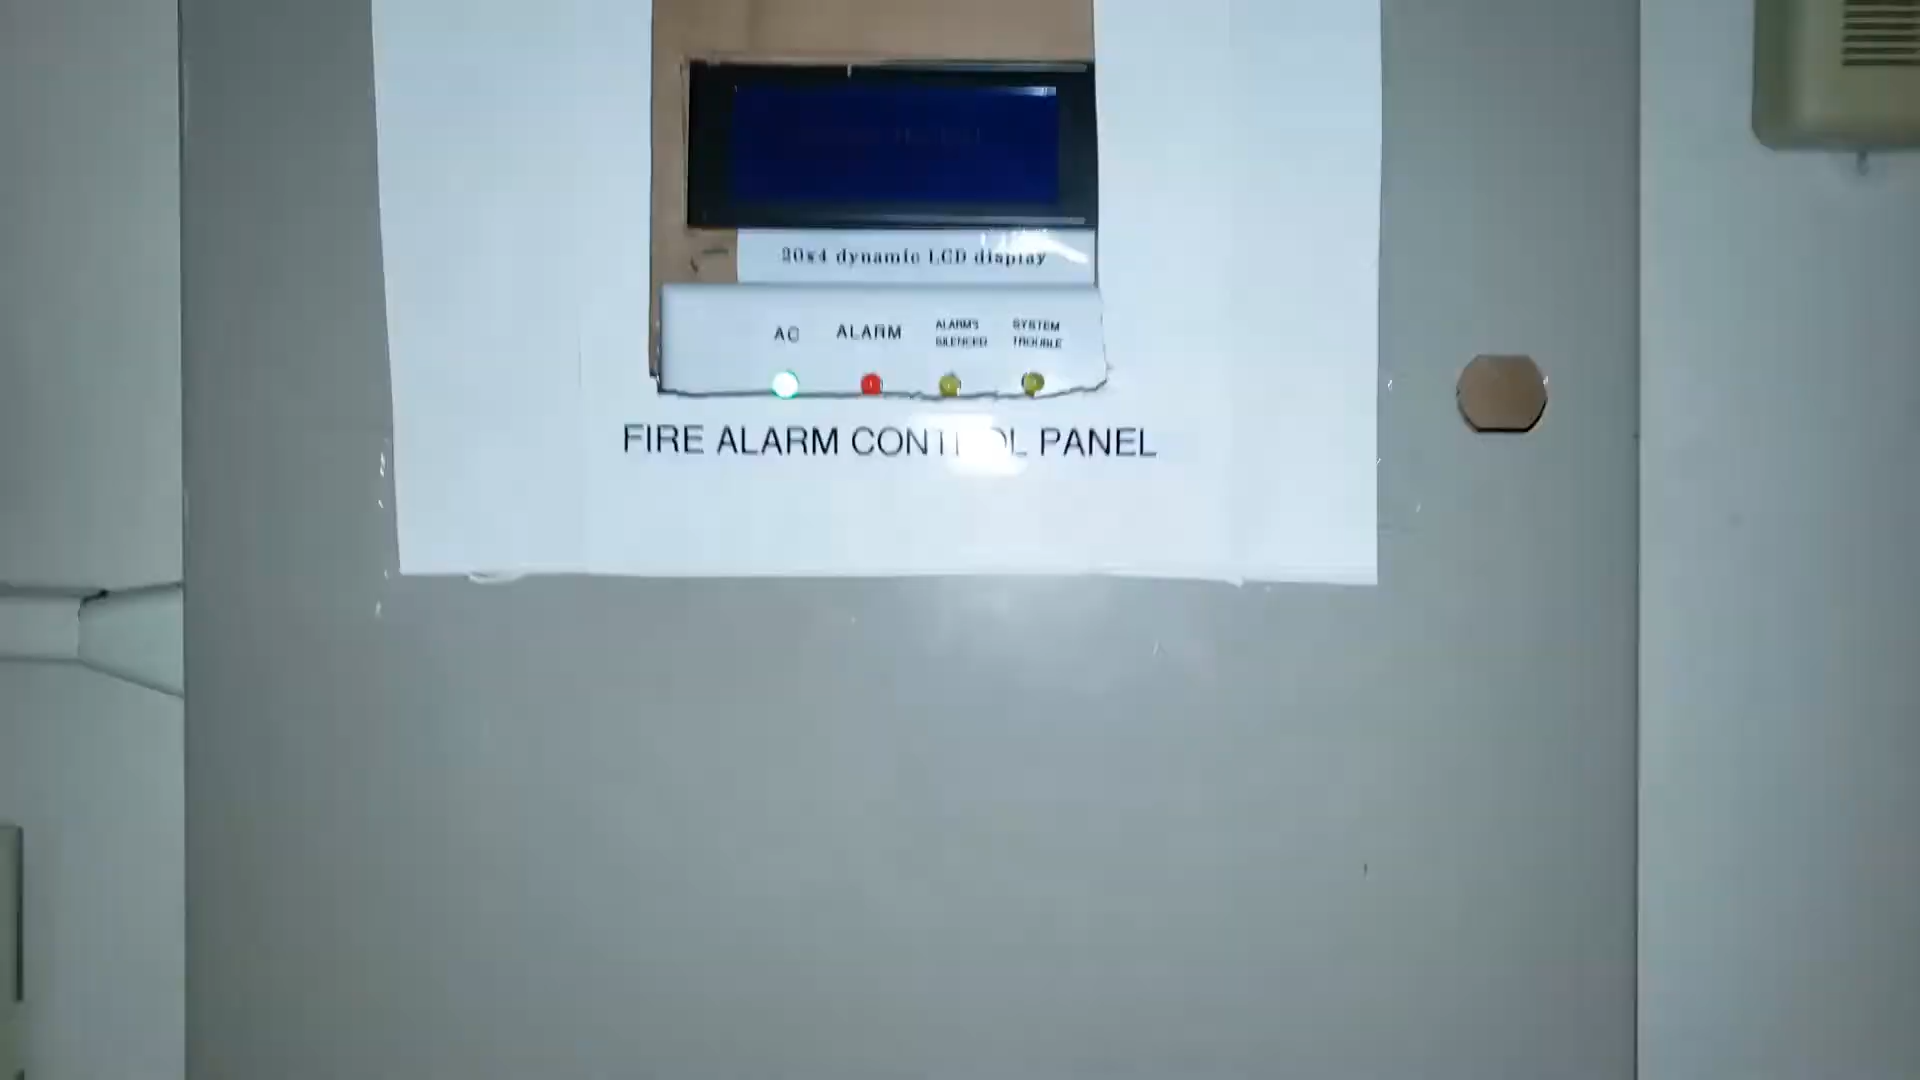 20x4 dynamic LCD display
AC
ALARM
ALARMS
SILENCED
SYSTEM
TROUBLE
FIRE ALARM CONTROL PANEL